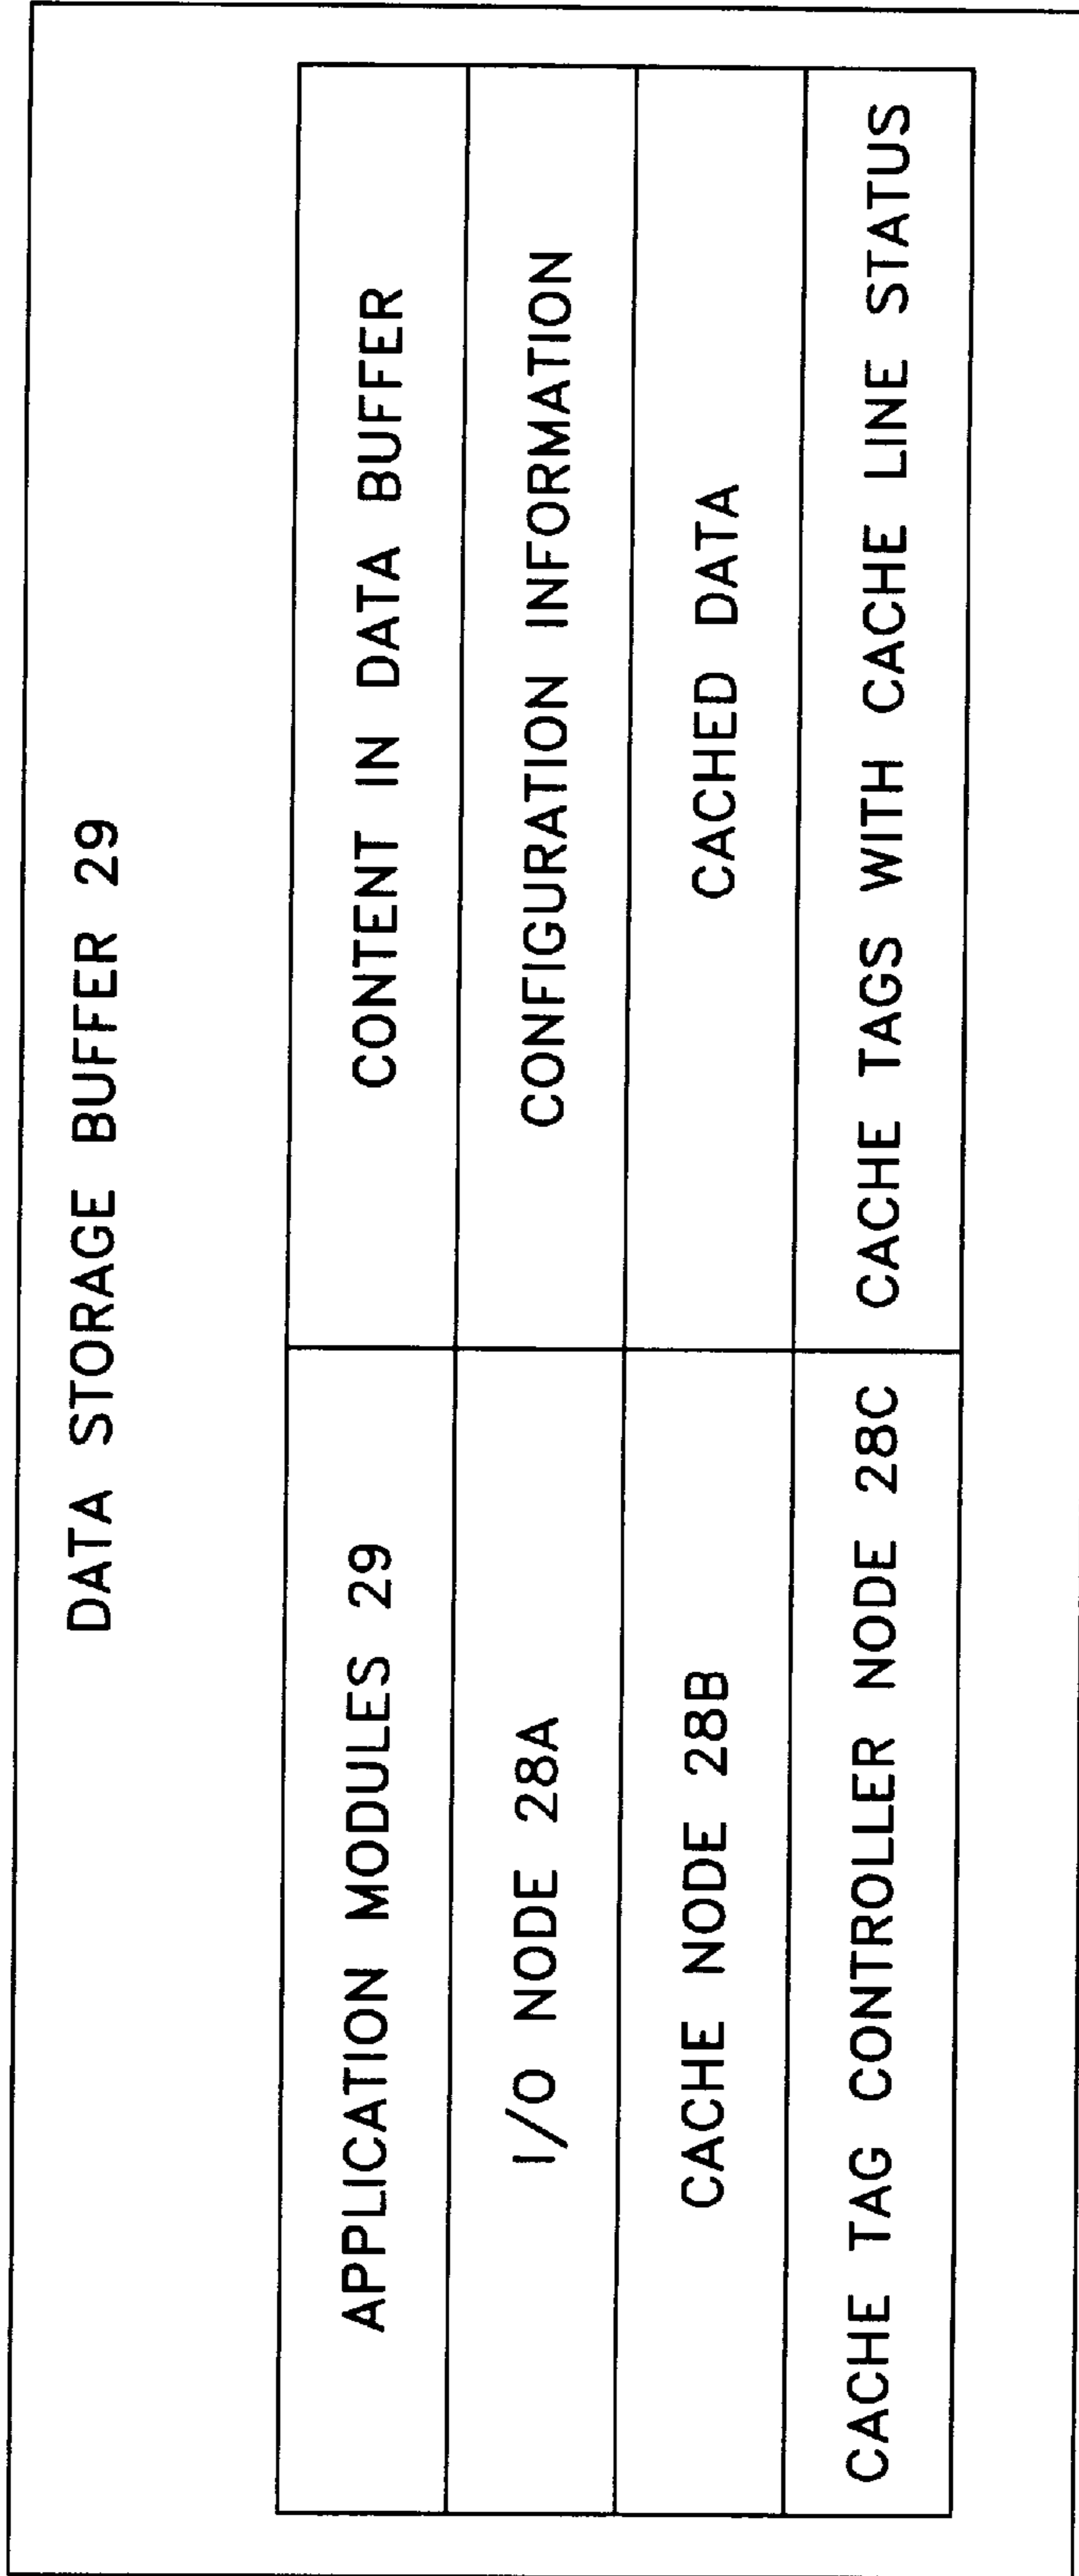 DATA STORAGE BUFFER 29
APPLICATION MODULES 29 CONTENT IN DATA BUFFER
I/O NODE 28A CONFIGURATION INFORMATION
CACHE NODE 28B CACHED DATA
CACHE TAG CONTROLLER NODE 28C CACHE TAGS WITH CACHE LINE STATUS